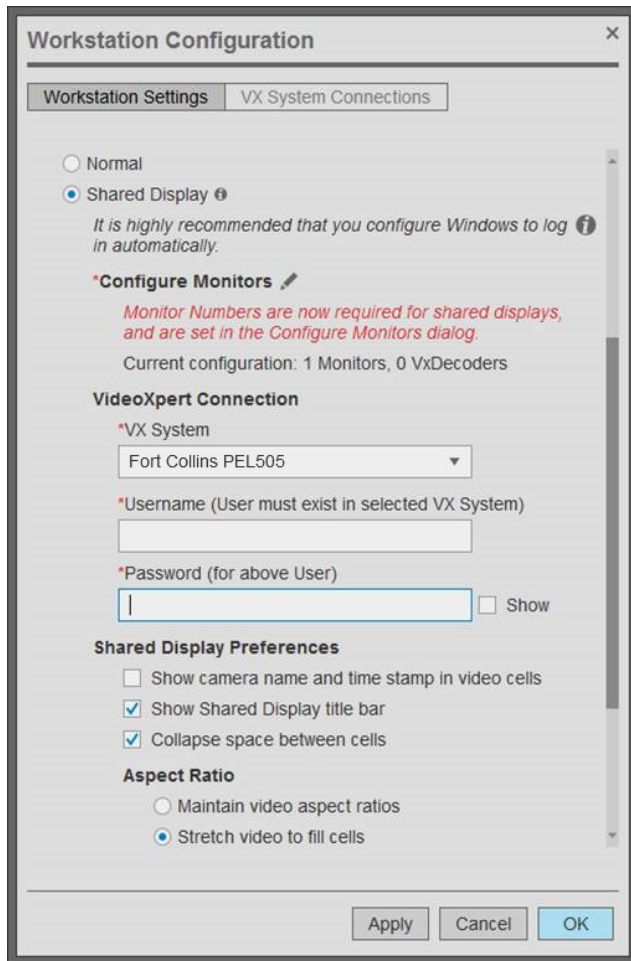 Workstation Configuration
Workstation Settings
VX System Connections
Normal
Shared Display
It is highly recommended that you configure Windows to log
in automatically.
*Configure Monitors
Monitor Numbers are now required for shared displays,
and are set in the Configure Monitors dialog.
Current configuration: 1 Monitors, 0 VxDecoders
VideoXpert Connection
*VX System
Fort Collins PEL505
*Username (User must exist in selected VX System)
*Password (for above User)
Show
Shared Display Preferences
Show camera name and time stamp in video cells
Show Shared Display title bar
Collapse space between cells
Aspect Ratio
Maintain video aspect ratios
Stretch video to fill cells
Apply
Cancel
OK